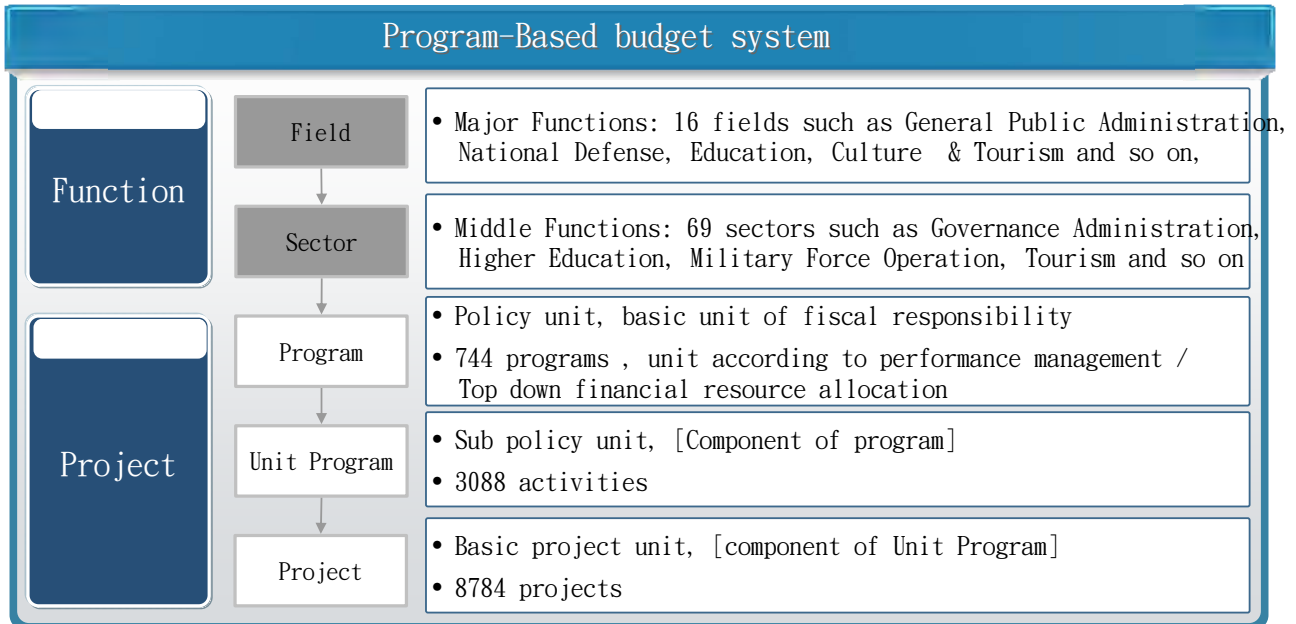 Program-Based budget system
Function
Field
• Major Functions: 16 fields such as General Public Administration,
National Defense, Education, Culture & Tourism and so on,
Sector
• Middle Functions: 69 sectors such as Governance Administration,
Higher Education, Military Force Operation, Tourism and so on
Project
Program
• Policy unit, basic unit of fiscal responsibility
• 744 programs , unit according to performance management /
Top down financial resource allocation
Unit Program
• Sub policy unit, [Component of program]
• 3088 activities
Project
• Basic project unit, [component of Unit Program]
• 8784 projects